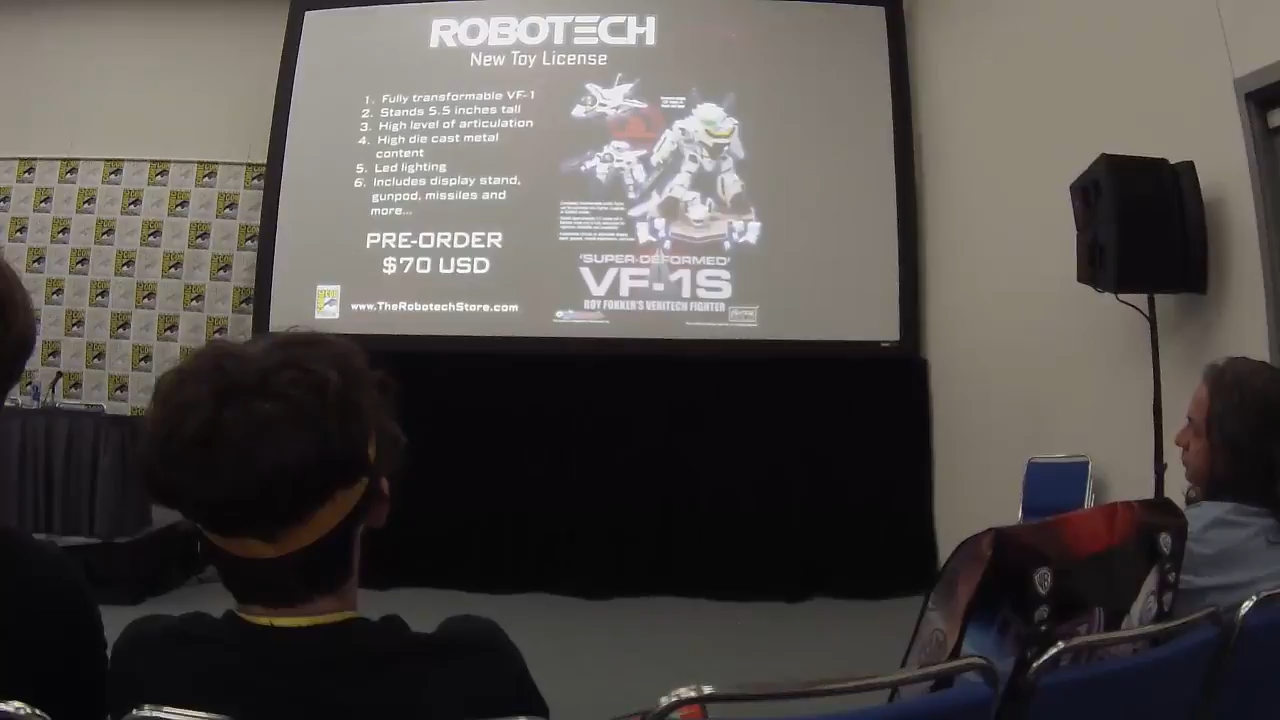 ROBOTECH
New Toy License
1. Fully transformable VF-1
2. Stands 5.5 inches tall
3. High level of articulation
4. High die cast metal
content
5. Led lighting
6. Includes display stand,
gunpod, missiles and
more...
PRE-ORDER
$70 USD
www.TheRobotechStore.com
'SUPER-DEFORMED'
VF-1S
ROY FOKKER'S VERITECH FIGHTER